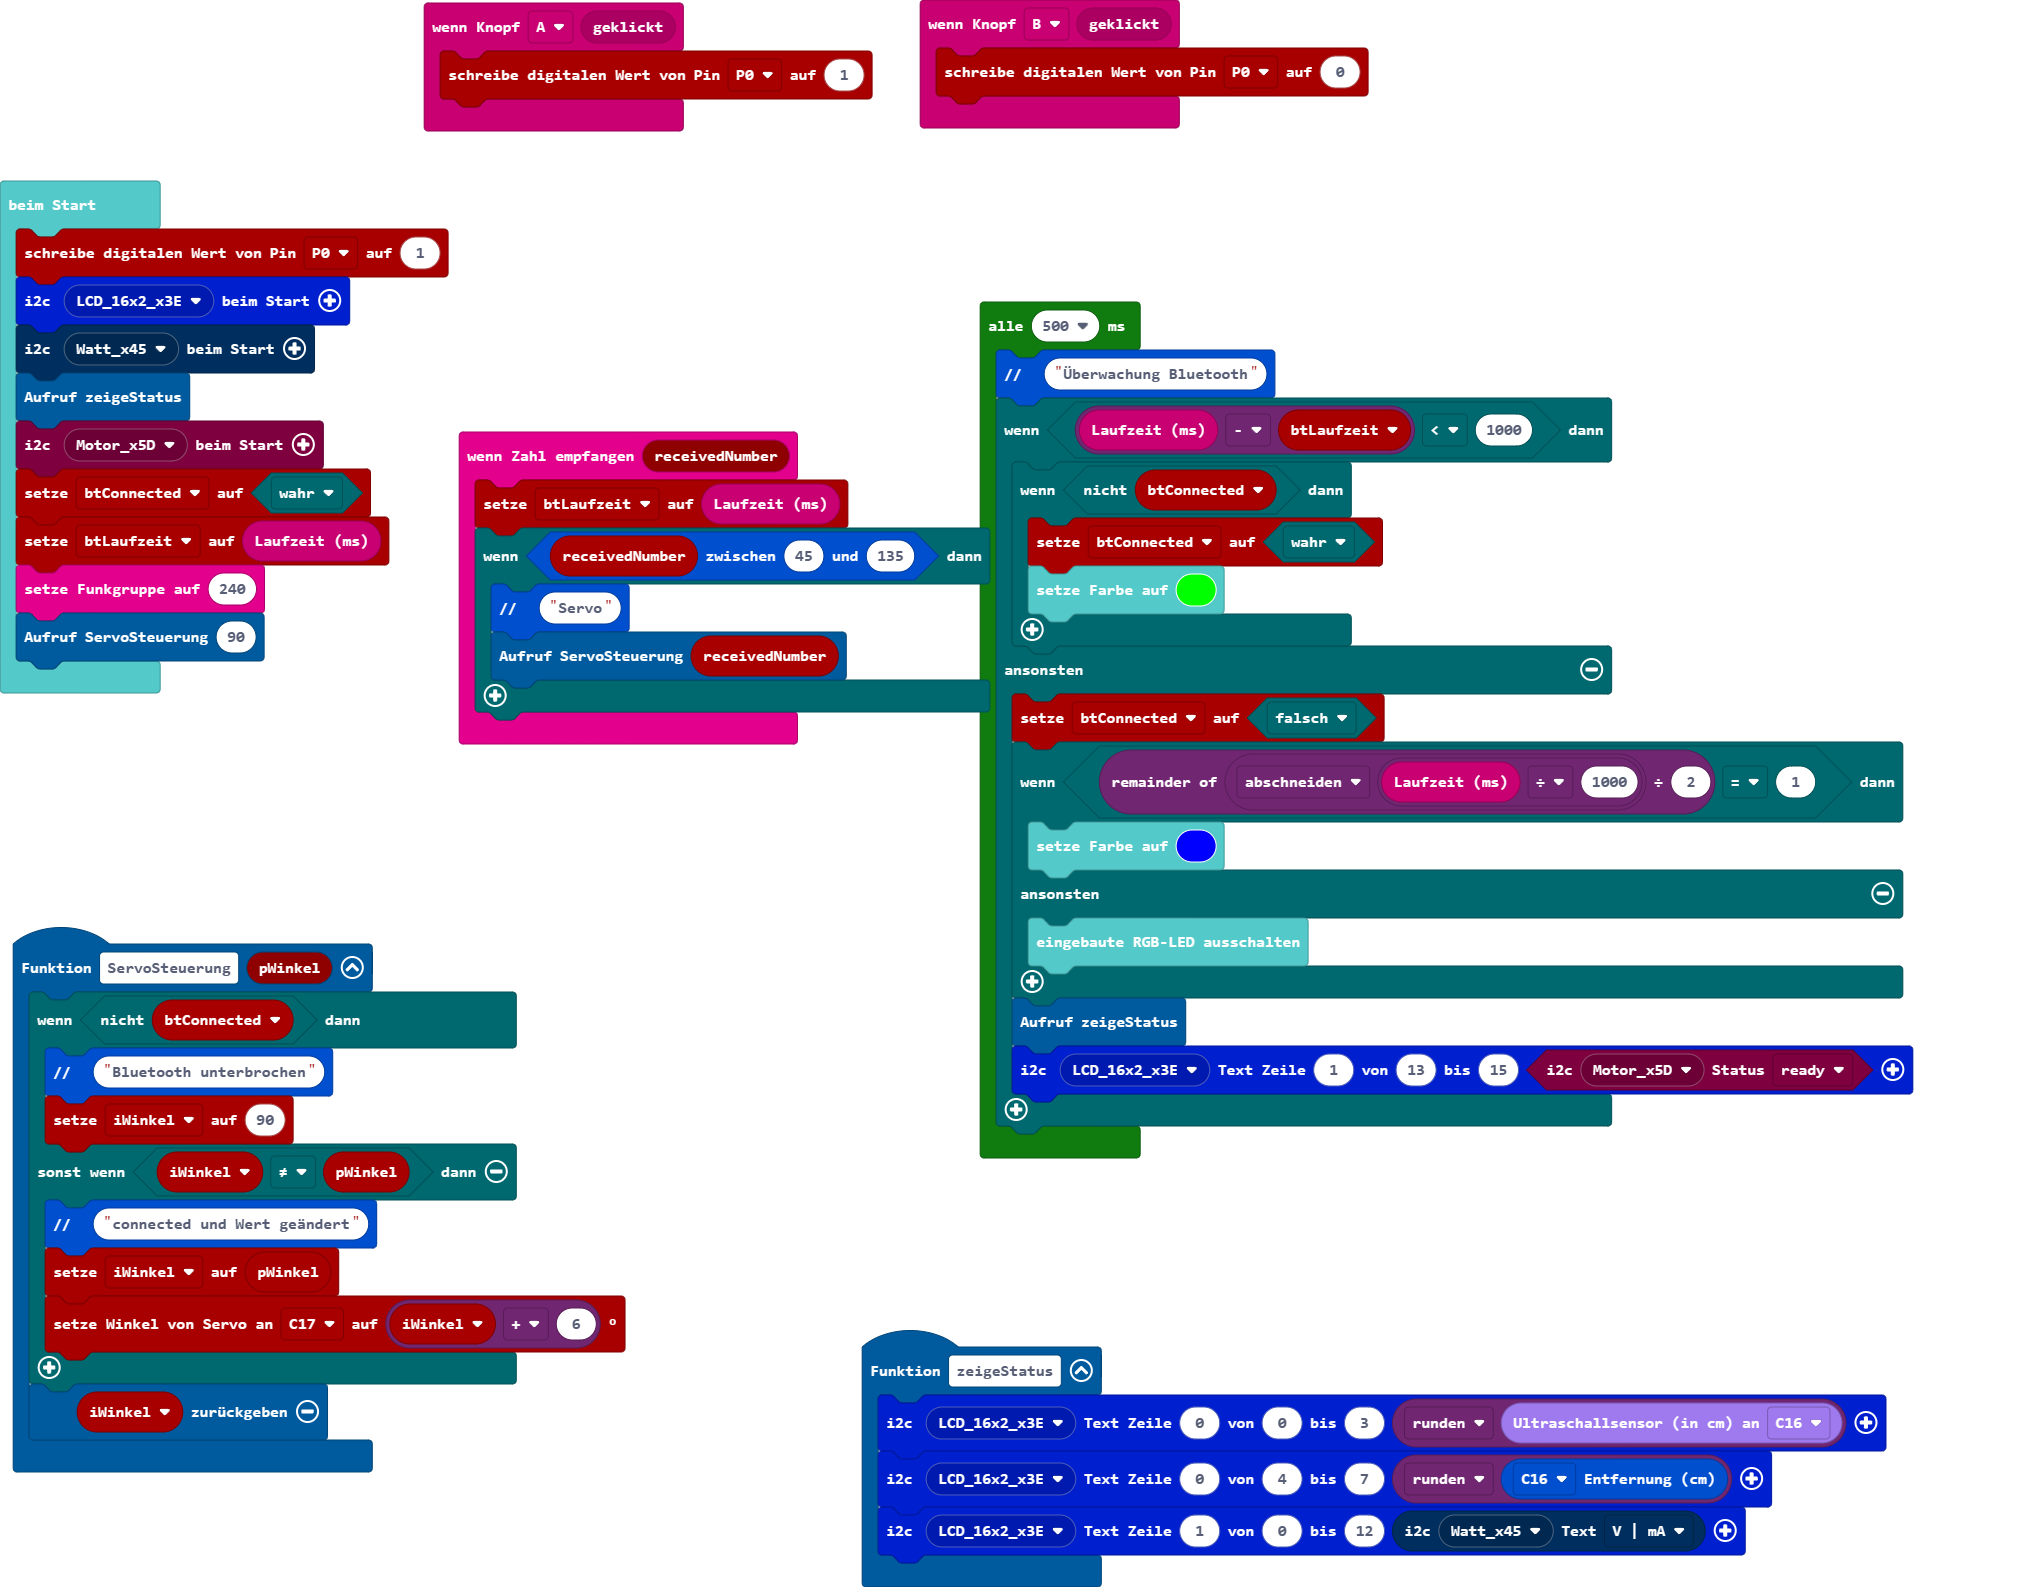 wenn Knopf A geklickt
schreibe digitalen Wert von Pin P0 auf 1
wenn Knopf B geklickt
schreibe digitalen Wert von Pin P0 auf 0
beim Start
schreibe digitalen Wert von Pin P0 auf 1
i2c LCD_16x2_x3E beim Start
i2c Watt_x45 beim Start
Aufruf zeigeStatus
i2c Motor_x5D beim Start
setze btConnected auf wahr
setze btLaufzeit auf Laufzeit (ms)
setze Funkgruppe auf 240
Aufruf ServoSteuerung 90
wenn Zahl empfangen receivedNumber
setze btLaufzeit auf Laufzeit (ms)
wenn receivedNumber zwischen 45 und 135 dann
// "Servo"
Aufruf ServoSteuerung receivedNumber
alle 500 ms
// "Überwachung Bluetooth"
wenn Laufzeit (ms) - btLaufzeit < 1000 dann
wenn nicht btConnected dann
setze btConnected auf wahr
setze Farbe auf
ansonsten
setze btConnected auf falsch
wenn remainder of abschneiden Laufzeit (ms) ÷ 1000 ÷ 2 = 1 dann
setze Farbe auf
ansonsten
eingebaute RGB-LED ausschalten
Aufruf zeigeStatus
i2c LCD_16x2_x3E Text Zeile 1 von 13 bis 15 i2c Motor_x5D Status ready
Funktion ServoSteuerung pWinkel
wenn nicht btConnected dann
// "Bluetooth unterbrochen"
setze iWinkel auf 90
sonst wenn iWinkel ≠ pWinkel dann
// "connected und Wert geändert"
setze iWinkel auf pWinkel
setze Winkel von Servo an C17 auf iWinkel + 6 °
iWinkel zurückgeben
Funktion zeigeStatus
i2c LCD_16x2_x3E Text Zeile 0 von 0 bis 3 runden Ultraschallsensor (in cm) an C16
i2c LCD_16x2_x3E Text Zeile 0 von 4 bis 7 runden C16 Entfernung (cm)
i2c LCD_16x2_x3E Text Zeile 1 von 0 bis 12 i2c Watt_x45 Text V | mA